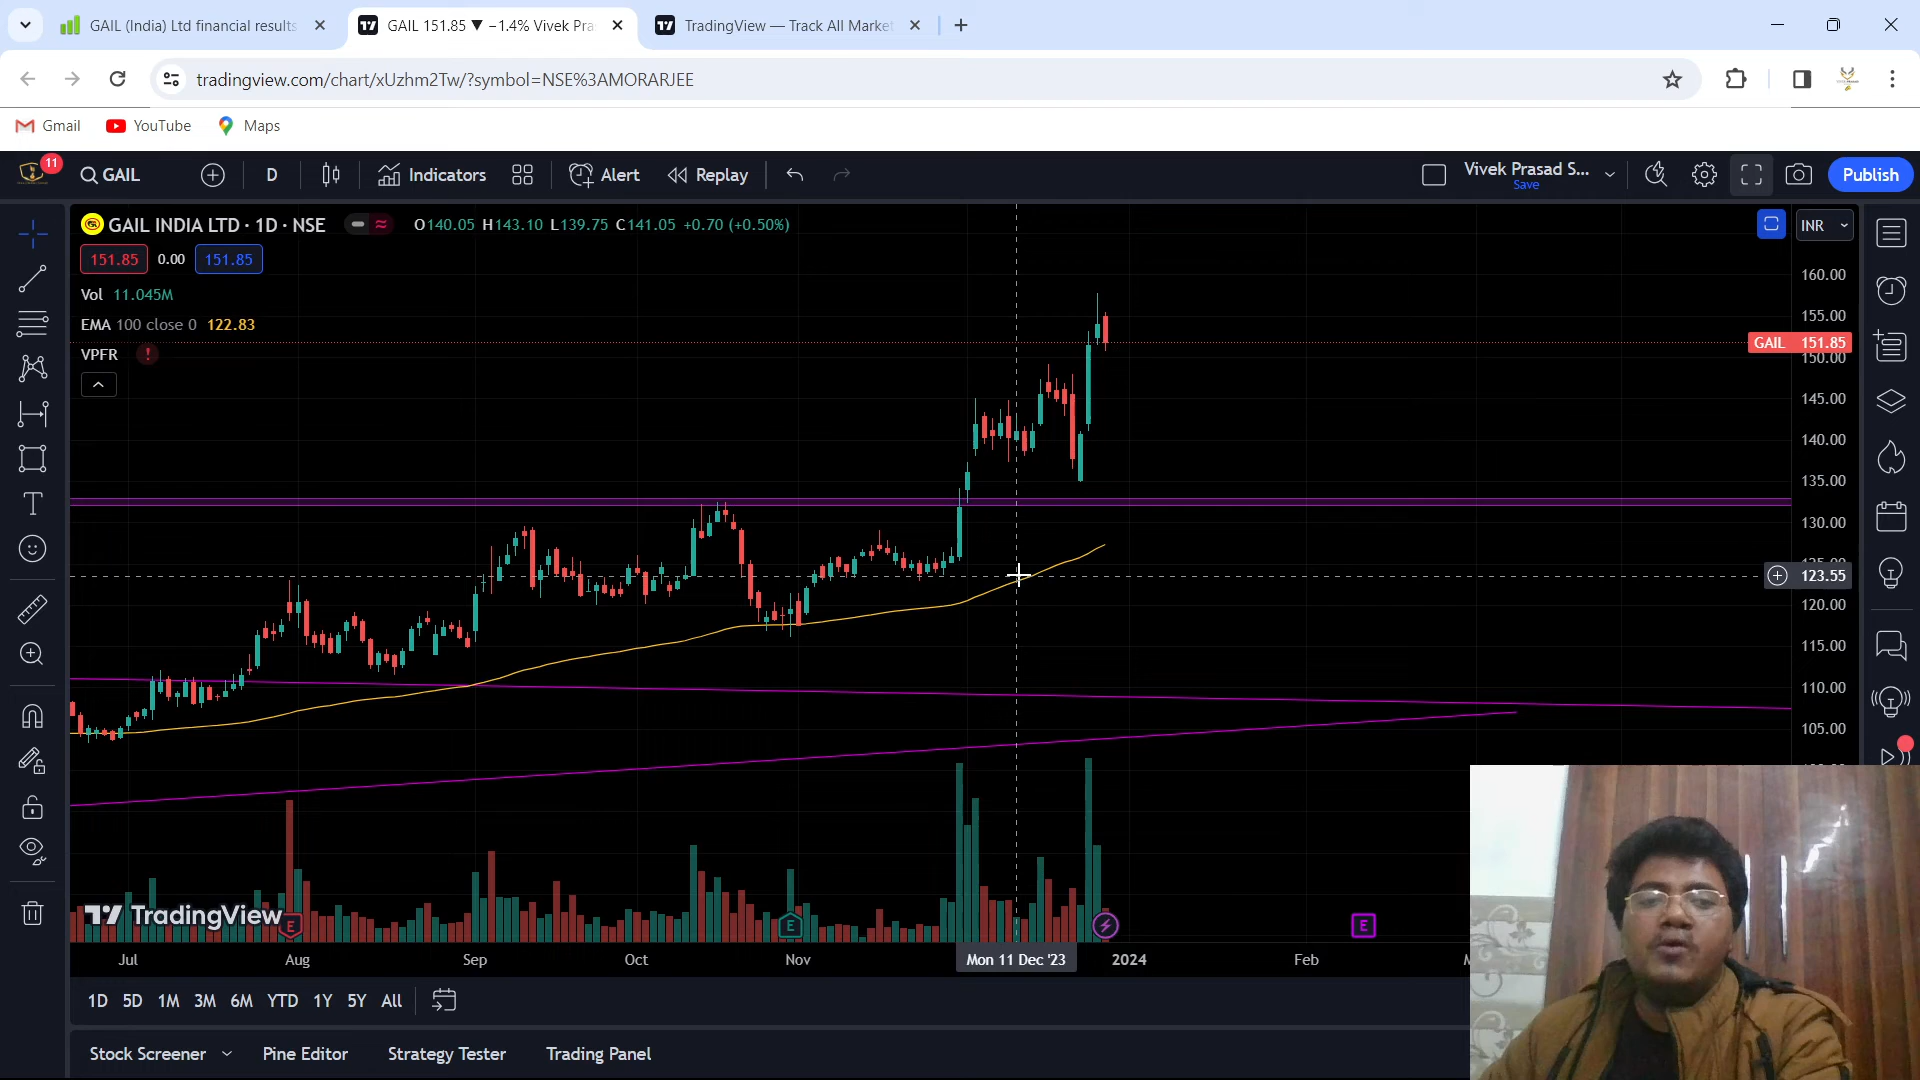 GAIL (India) Ltd financial results
GAIL 151.85 ▼ −1.4% Vivek Pra
TradingView — Track All Market
tradingview.com/chart/xUzhm2Tw/?symbol=NSE%3AMORARJEE
Gmail
YouTube
Maps
11
GAIL
D
Indicators
Alert
Replay
Vivek Prasad S...
Save
Publish
GAIL INDIA LTD · 1D · NSE
O140.05 H143.10 L139.75 C141.05 +0.70 (+0.50%)
INR
151.85 0.00 151.85
Vol 11.045M
EMA 100 close 0 122.83
VPFR !
160.00
155.00
GAIL 151.85
150.00
145.00
140.00
135.00
130.00
123.55
120.00
115.00
110.00
105.00
TradingView
E
E
E
Jul
Aug
Sep
Oct
Nov
Mon 11 Dec '23
2024
Feb
1D 5D 1M 3M 6M YTD 1Y 5Y All
Stock Screener
Pine Editor
Strategy Tester
Trading Panel